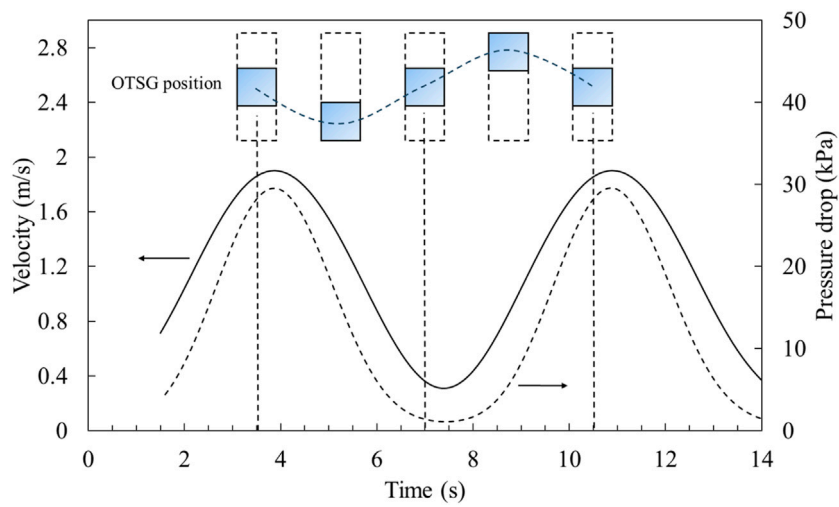 50
2.8
OTSG position
2.4
40
2
30
1.6
1.2
20
0.8
10
0.4
0
0
0 2 4 6 8 10 12 14
Time (s)
Velocity (m/s)
Pressure drop (kPa)